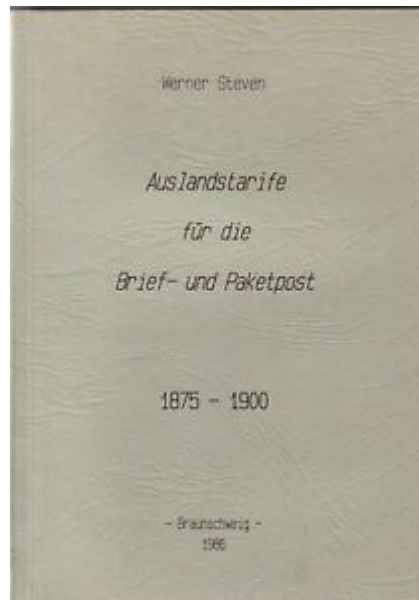 Werner Steven
Auslandstarife
für die
Brief- und Paketpost
1875 - 1900
- Braunschweig -
1986